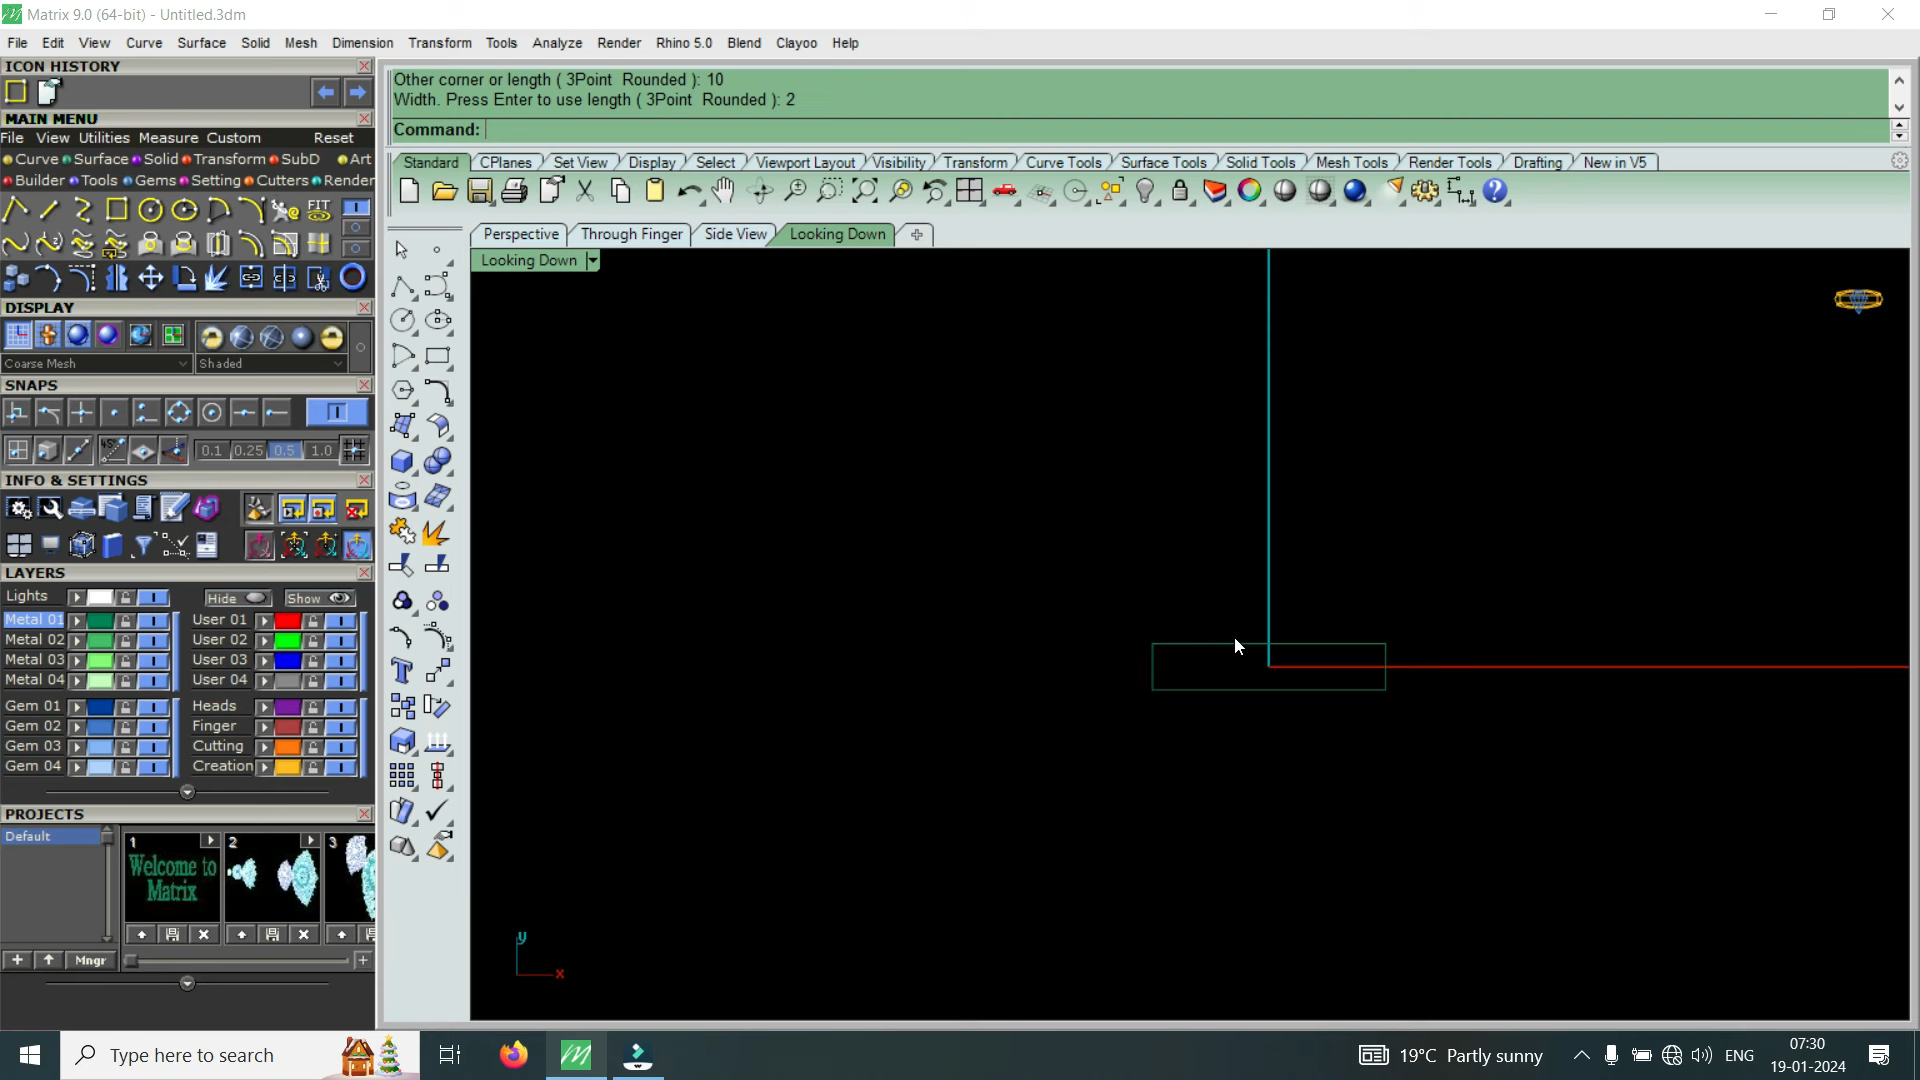 Matrix 9.0 (64-bit) - Untitled.3dm
File Edit View Curve Surface Solid Mesh Dimension Transform Tools Analyze Render Rhino 5.0 Blend Clayoo Help
ICON HISTORY
MAIN MENU
File View Utilities Measure Custom Reset
Curve Surface Solid Transform SubD Art
Builder Tools Gems Setting Cutters Render
FIT
DISPLAY
Coarse Mesh Shaded
SNAPS
0.1 0.25 0.5 1.0
INFO & SETTINGS
LAYERS
Lights Hide Show
Metal 01 User 01
Metal 02 User 02
Metal 03 User 03
Metal 04 User 04
Gem 01 Heads
Gem 02 Finger
Gem 03 Cutting
Gem 04 Creation
PROJECTS
Default
1 2 3
Welcome to
Matrix
Mngr
Other corner or length ( 3Point Rounded ): 10
Width. Press Enter to use length ( 3Point Rounded ): 2
Command:
Standard CPlanes Set View Display Select Viewport Layout Visibility Transform Curve Tools Surface Tools Solid Tools Mesh Tools Render Tools Drafting New in V5
Perspective Through Finger Side View Looking Down
Looking Down
y
x
Type here to search
19°C Partly sunny
ENG
07:30
19-01-2024